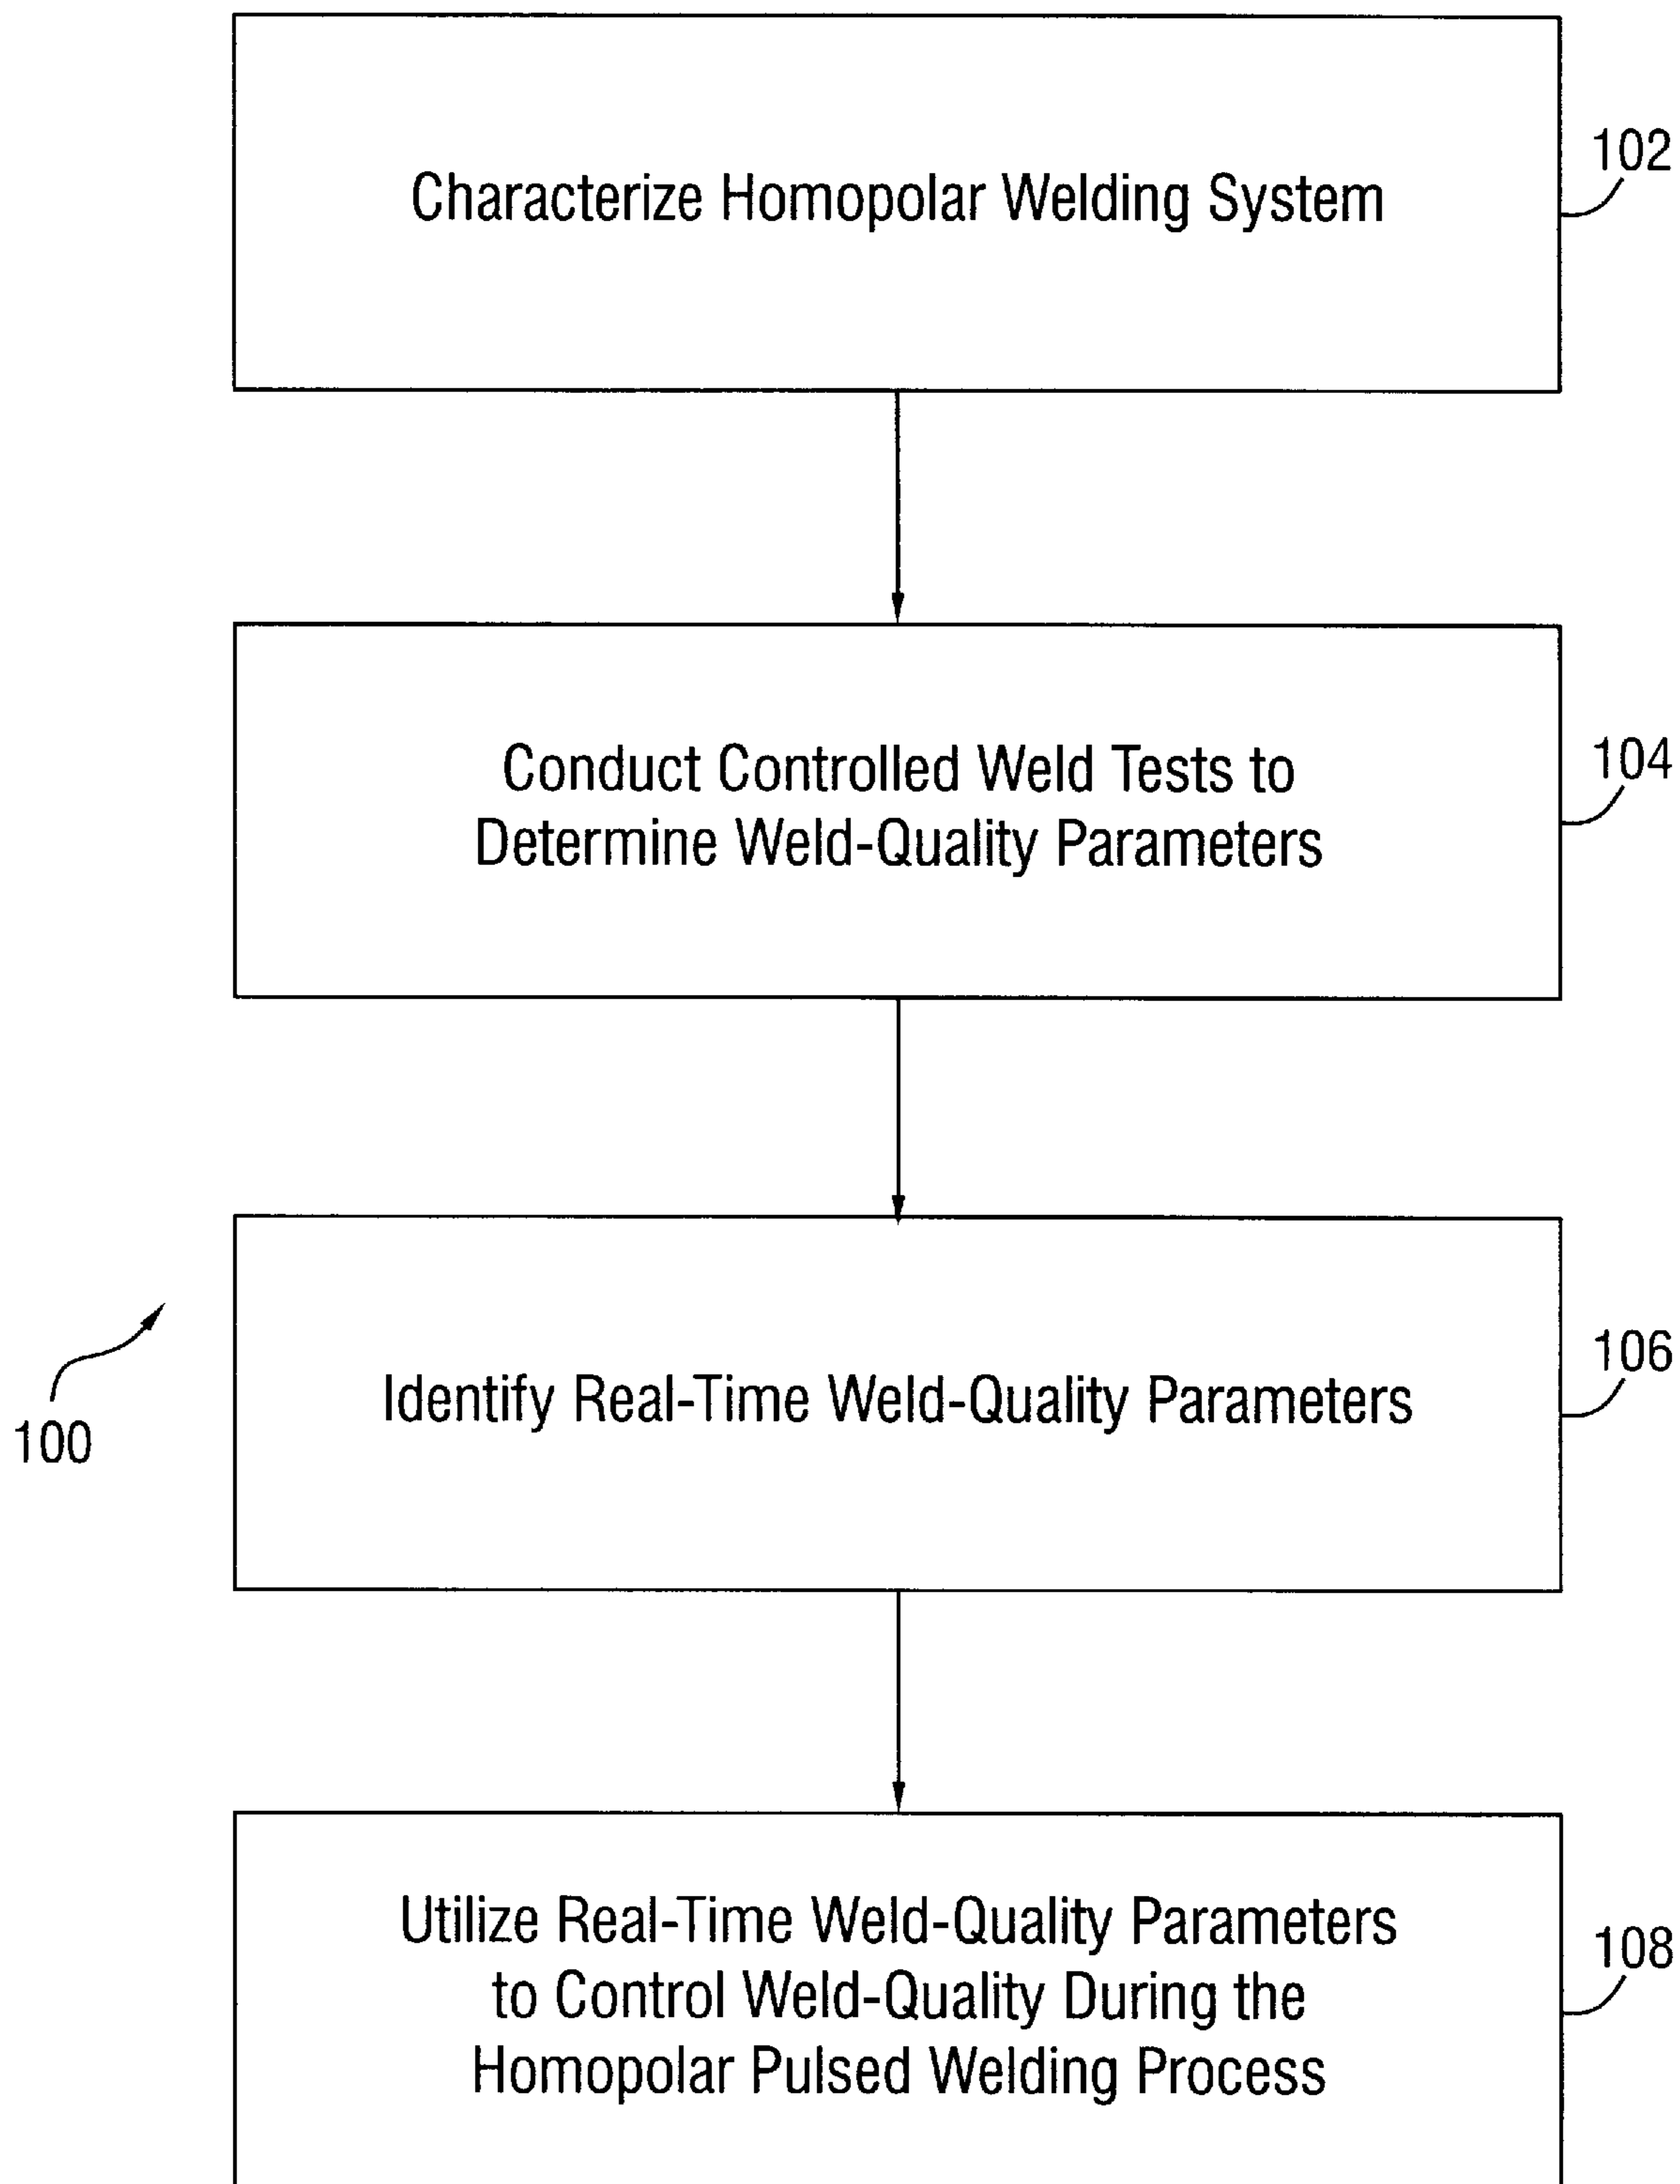 Characterize Homopolar Welding System
102
Conduct Controlled Weld Tests to
Determine Weld-Quality Parameters
104
Identify Real-Time Weld-Quality Parameters
106
100
Utilize Real-Time Weld-Quality Parameters
to Control Weld-Quality During the
Homopolar Pulsed Welding Process
108